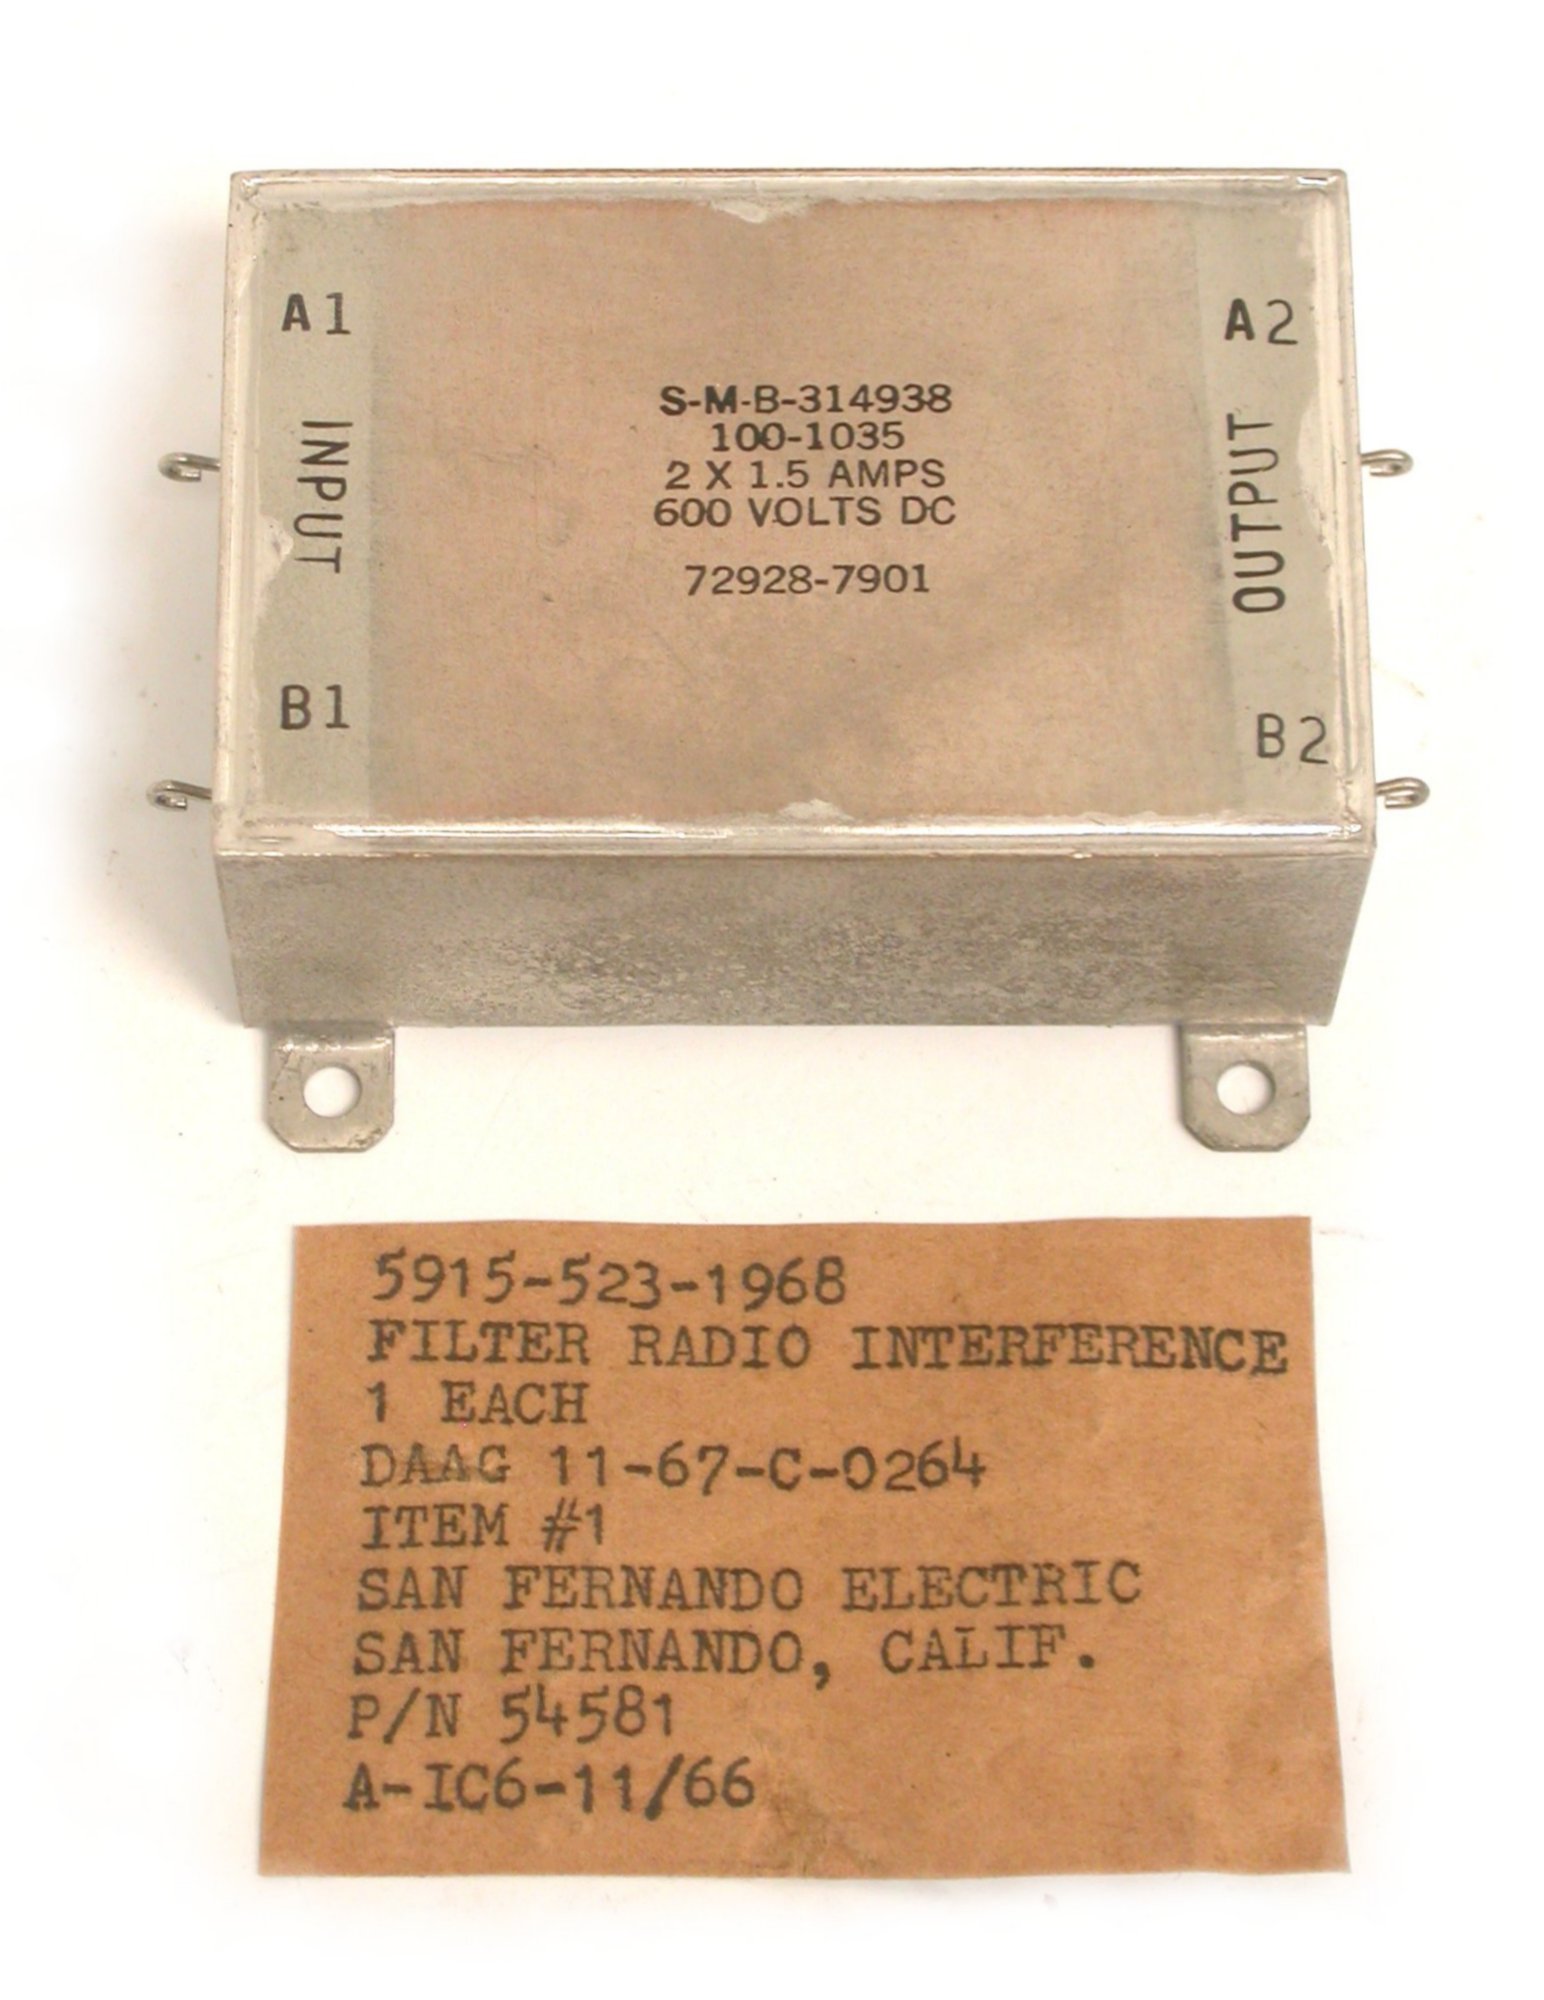 A1
INPUT
B1
S-M-B-314938
100-1035
2 X 1.5 AMPS
600 VOLTS DC
72928-7901
A2
OUTPUT
B2
5915-523-1968
FILTER RADIO INTERFERENCE
1 EACH
DAAG 11-67-C-0264
ITEM #1
SAN FERNANDO ELECTRIC
SAN FERNANDO, CALIF.
P/N 54581
A-IC6-11/66